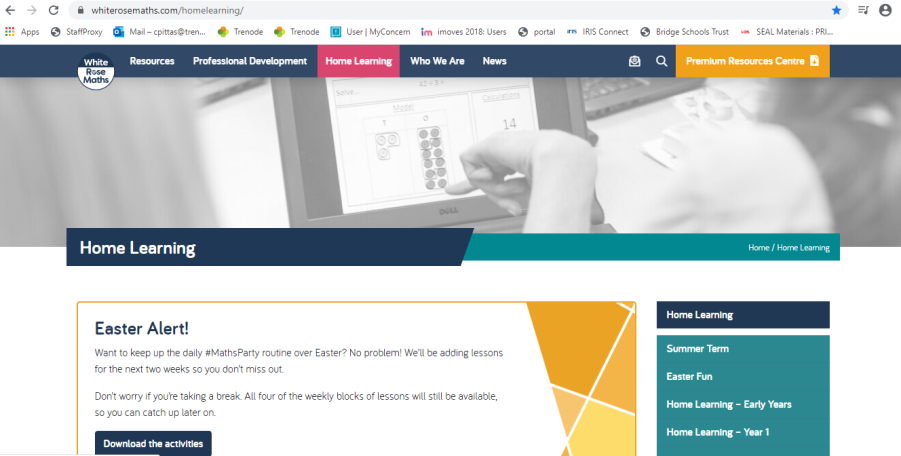 whiterosemaths.com/homelearning/
Apps StaffProxy Mail – cpittas@tren... Trenode Trenode User | MyConcern imoves 2018: Users portal IRIS Connect Bridge Schools Trust SEAL Materials : PRI...
White
Rose
Maths
Resources Professional Development Home Learning Who We Are News Premium Resources Centre
Solve...
Model
Calculations
T O
14
DELL
Home Learning
Home / Home Learning
Easter Alert!
Want to keep up the daily #MathsParty routine over Easter? No problem! We'll be adding lessons
for the next two weeks so you don't miss out.
Don't worry if you're taking a break. All four of the weekly blocks of lessons will still be available,
so you can catch up later on.
Download the activities
Home Learning
Summer Term
Easter Fun
Home Learning – Early Years
Home Learning – Year 1